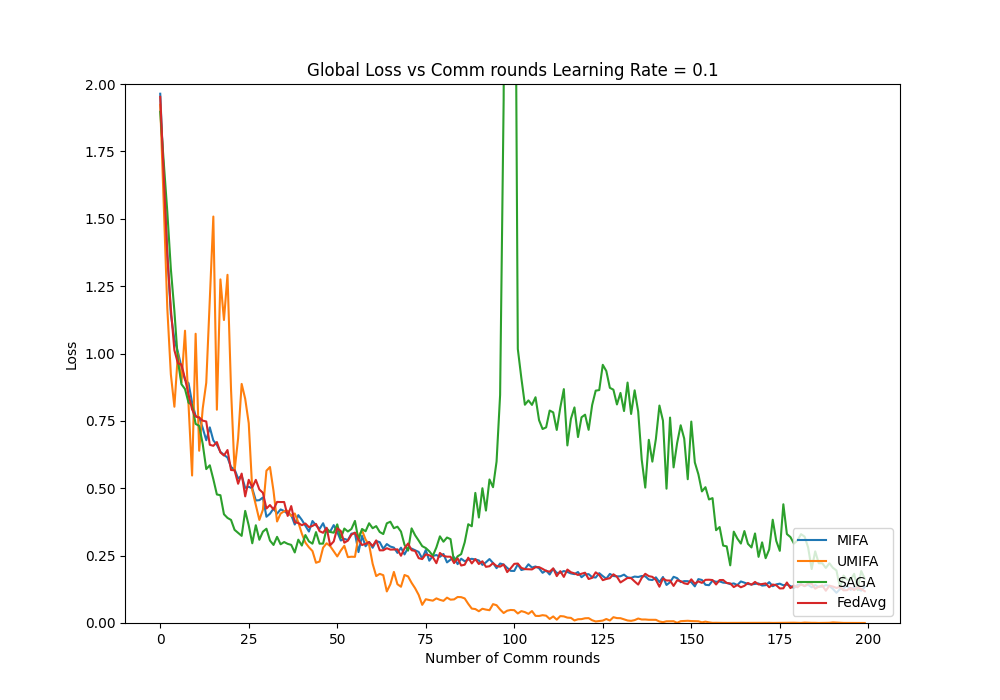 Global Loss vs Comm rounds Learning Rate = 0.1
Loss
2.00
1.75
1.50
1.25
1.00
0.75
0.50
0.25
0.00
MIFA
UMIFA
SAGA
FedAvg
0 25 50 75 100 125 150 175 200
Number of Comm rounds